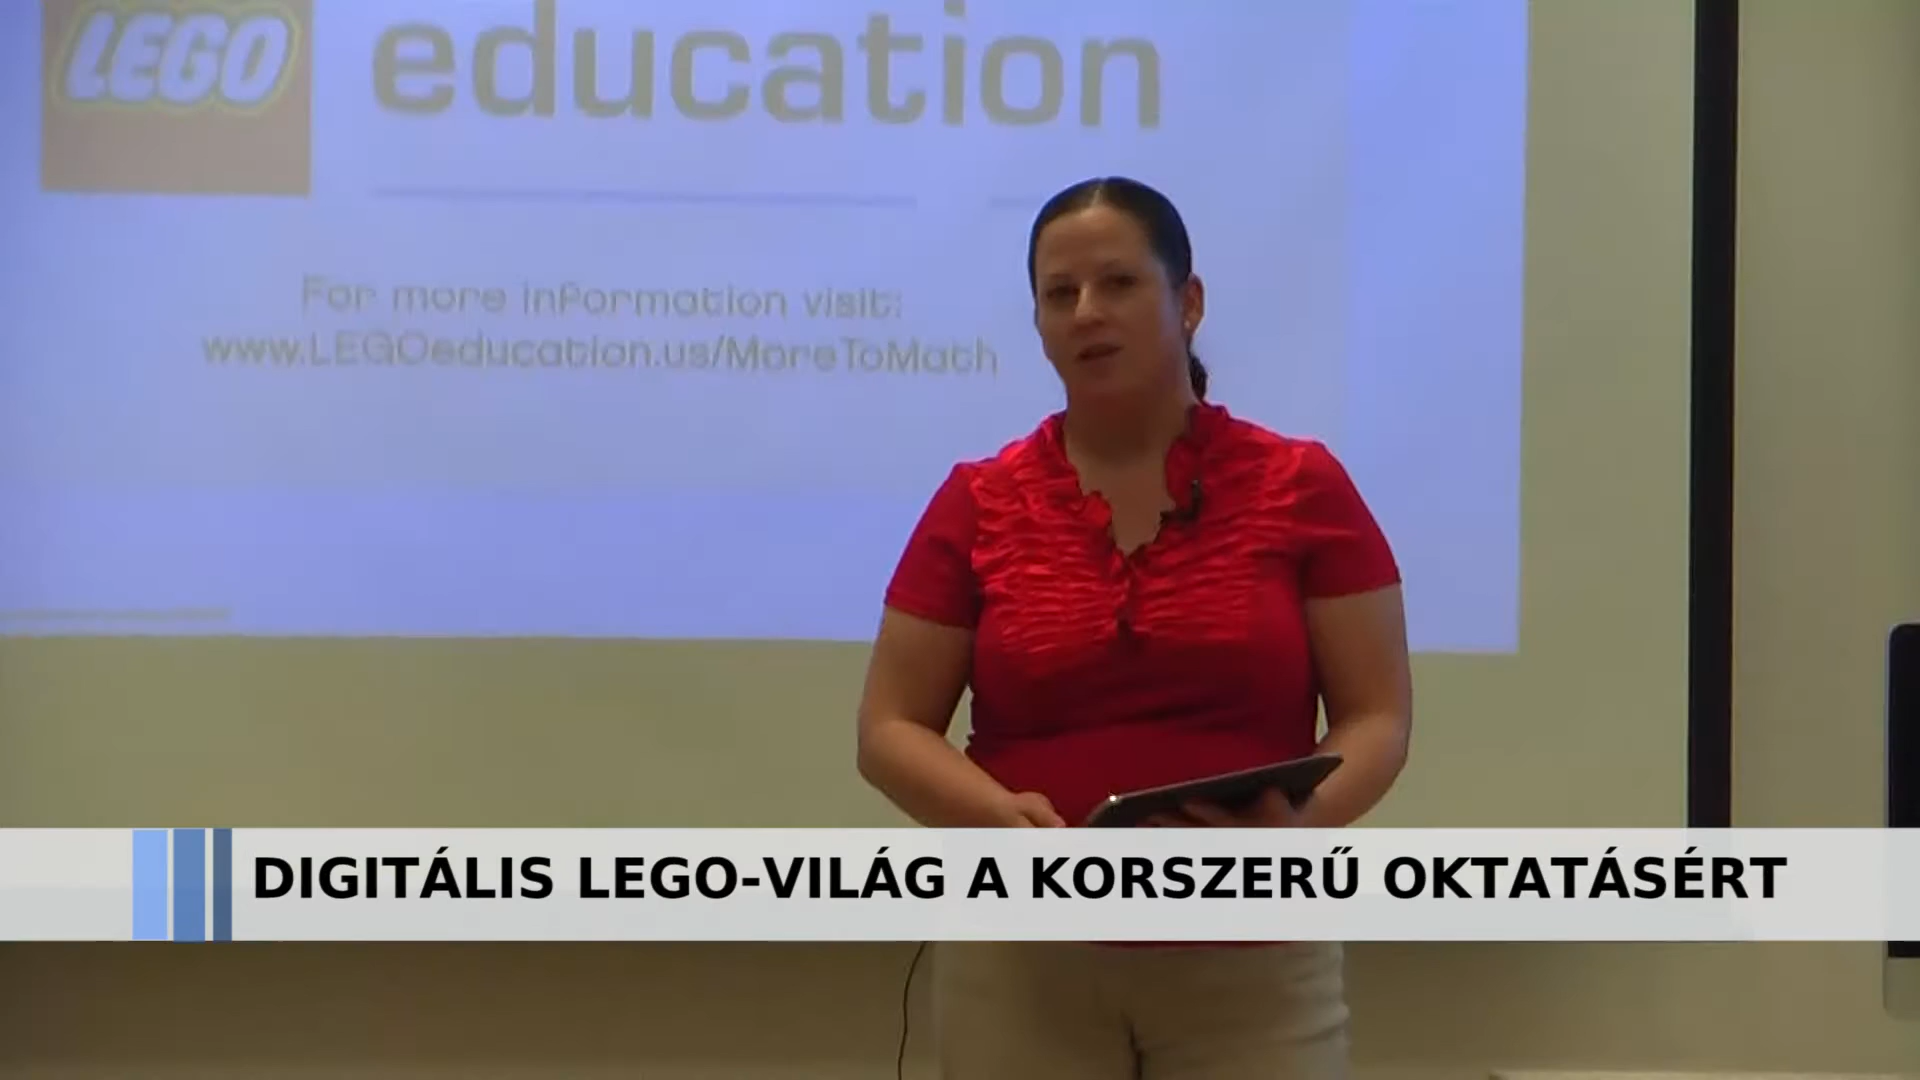 LEGO education
For more information visit:
www.LEGOeducation.us/MoreToMath
DIGITÁLIS LEGO-VILÁG A KORSZERŰ OKTATÁSÉRT